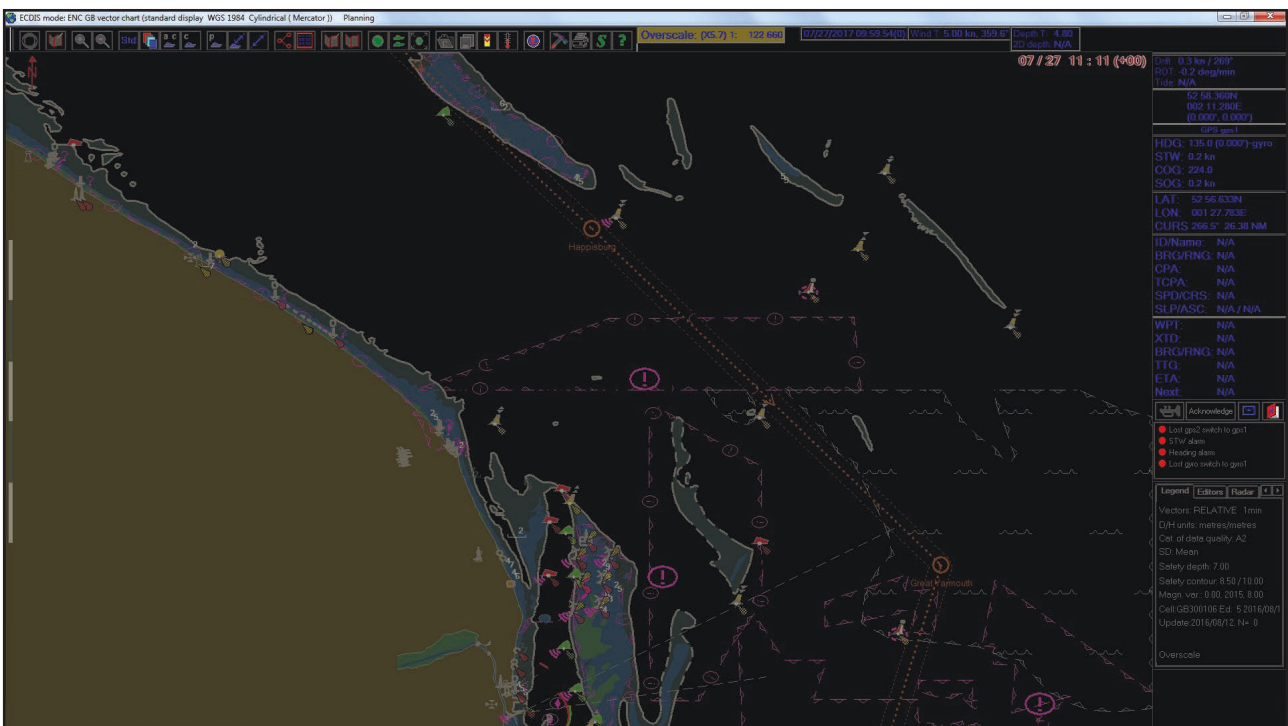 ECDIS mode: ENC GB vector chart (standard display WGS 1984 Cylindrical ( Mercator )) Planning
Std
Overscale: (X5.7) 1: 122 660
07/27/2017 09:59:54(0)
Wind T: 5.00 kn, 359.6°
Depth T: 4.80
2D depth: N/A
07 / 27 11 : 11 (+00)
Drift: 0.3 kn / 269°
ROT: -0.2 deg/min
Tide: N/A
52 58.360N
002 11.280E
(0.000', 0.000')
GPS gps1
HDG: 135.0 (0.000°)-gyro
STW: 0.2 kn
COG: 224.0
SOG: 0.2 kn
LAT: 52 56.633N
LON: 001 27.783E
CURS 266.5° 26.38 NM
ID/Name: N/A
BRG/RNG: N/A
CPA: N/A
TCPA: N/A
SPD/CRS: N/A
SLP/ASC: N/A / N/A
WPT: N/A
XTD: N/A
BRG/RNG: N/A
TTG: N/A
ETA: N/A
Next: N/A
Acknowledge
Lost gps2 switch to gps1
STW alarm
Heading alarm
Lost gyro switch to gyro1
Legend Editors Radar
Vectors: RELATIVE 1min
D/H units: metres/metres
Cat. of data quality: A2
SD: Mean
Safety depth: 7.00
Safety contour: 8.50 / 10.00
Magn. var.: 0.00, 2015, 8.00
Cell:GB300106 Ed: 5 2016/08/1
Update:2016/08/12, N= 0
Overscale
Happisburg
Great Yarmouth